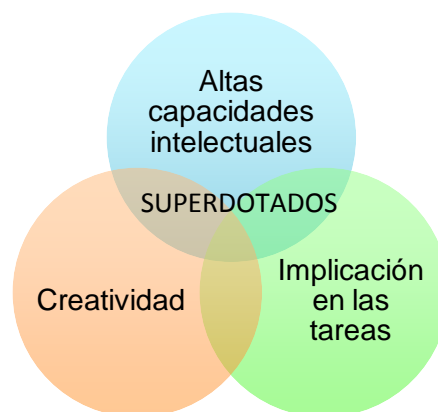 Altas
capacidades
intelectuales
SUPERDOTADOS
Creatividad
Implicación
en las
tareas